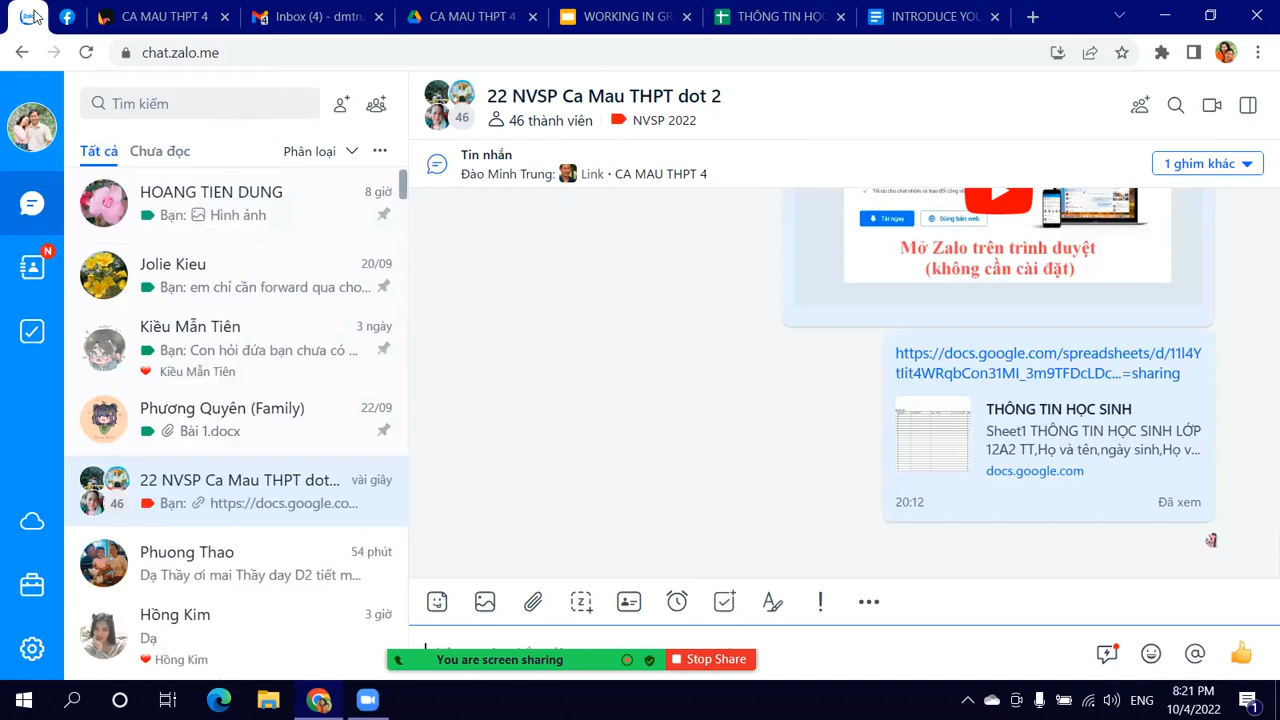 CA MAU THPT 4
Inbox (4) - dmtru
CA MAU THPT 4
WORKING IN GR
THÔNG TIN HỌC
INTRODUCE YOU
chat.zalo.me
Tìm kiếm
Tất cả
Chưa đọc
Phân loại
N
HOANG TIEN DUNG
8 giờ
Bạn: Hình ảnh
Jolie Kieu
20/09
Bạn: em chỉ cần forward qua cho...
Kiều Mẫn Tiên
3 ngày
Bạn: Con hỏi đứa bạn chưa có ...
Kiều Mẫn Tiên
Phương Quyên (Family)
22/09
Bài 1.docx
22 NVSP Ca Mau THPT dot...
vài giây
46
Bạn: https://docs.google.co...
Phuong Thao
54 phút
Dạ Thầy ơi mai Thầy day D2 tiết m...
Hồng Kim
3 giờ
Dạ
Hồng Kim
22 NVSP Ca Mau THPT dot 2
46
46 thành viên
NVSP 2022
Tin nhắn
Đào Minh Trung: Link • CA MAU THPT 4
1 ghim khác
Tải ngay
Dùng bản web
Mở Zalo trên trình duyệt
(không cần cài đặt)
https://docs.google.com/spreadsheets/d/11l4Y
tIit4WRqbCon31MI_3m9TFDcLDc...=sharing
THÔNG TIN HỌC SINH
Sheet1 THÔNG TIN HỌC SINH LỚP
12A2 TT,Họ và tên,ngày sinh,Họ v...
docs.google.com
20:12
Đã xem
You are screen sharing
Stop Share
ENG
8:21 PM
10/4/2022
1